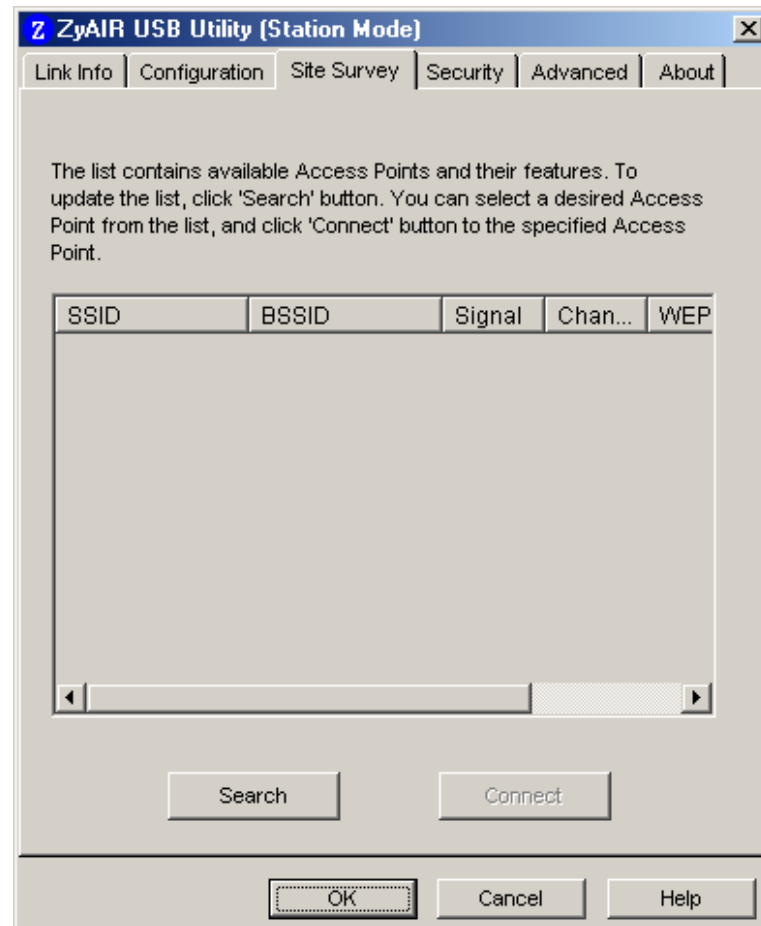 Z ZyAIR USB Utility (Station Mode)
Link Info Configuration Site Survey Security Advanced About
The list contains available Access Points and their features. To
update the list, click 'Search' button. You can select a desired Access
Point from the list, and click 'Connect' button to the specified Access
Point.
SSID BSSID Signal Chan... WEP
Search Connect
OK Cancel Help